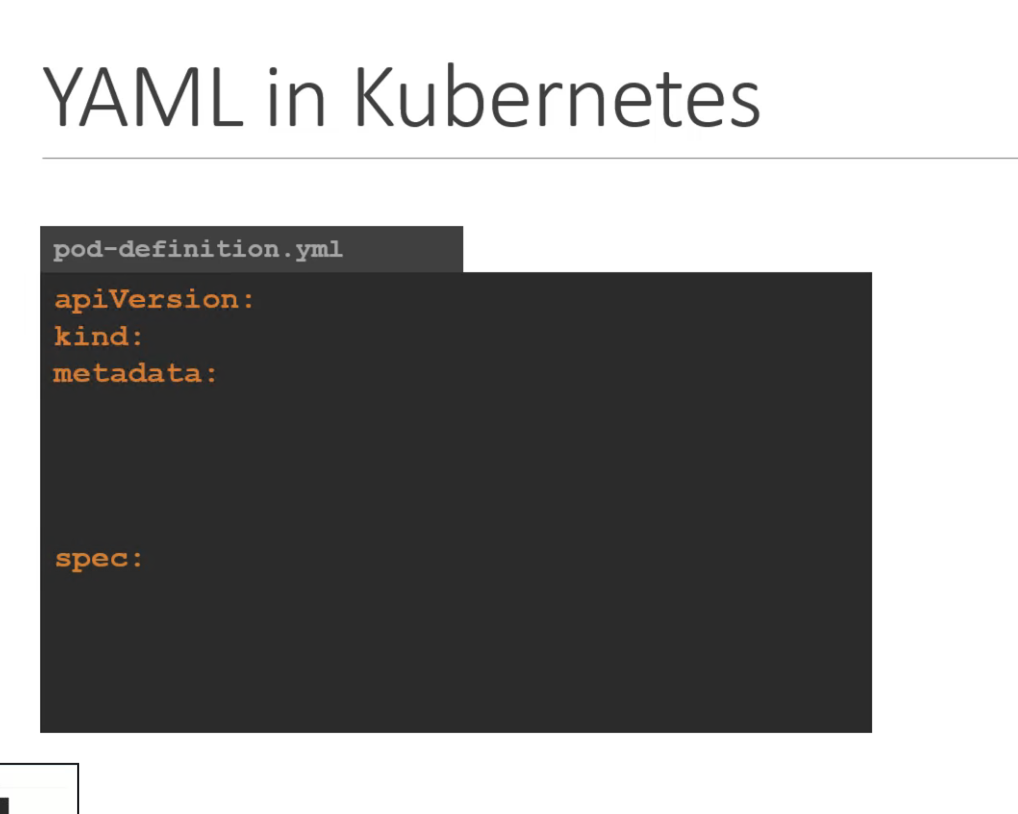 YAML in Kubernetes
pod-definition.yml
apiVersion:
kind:
metadata:
spec: